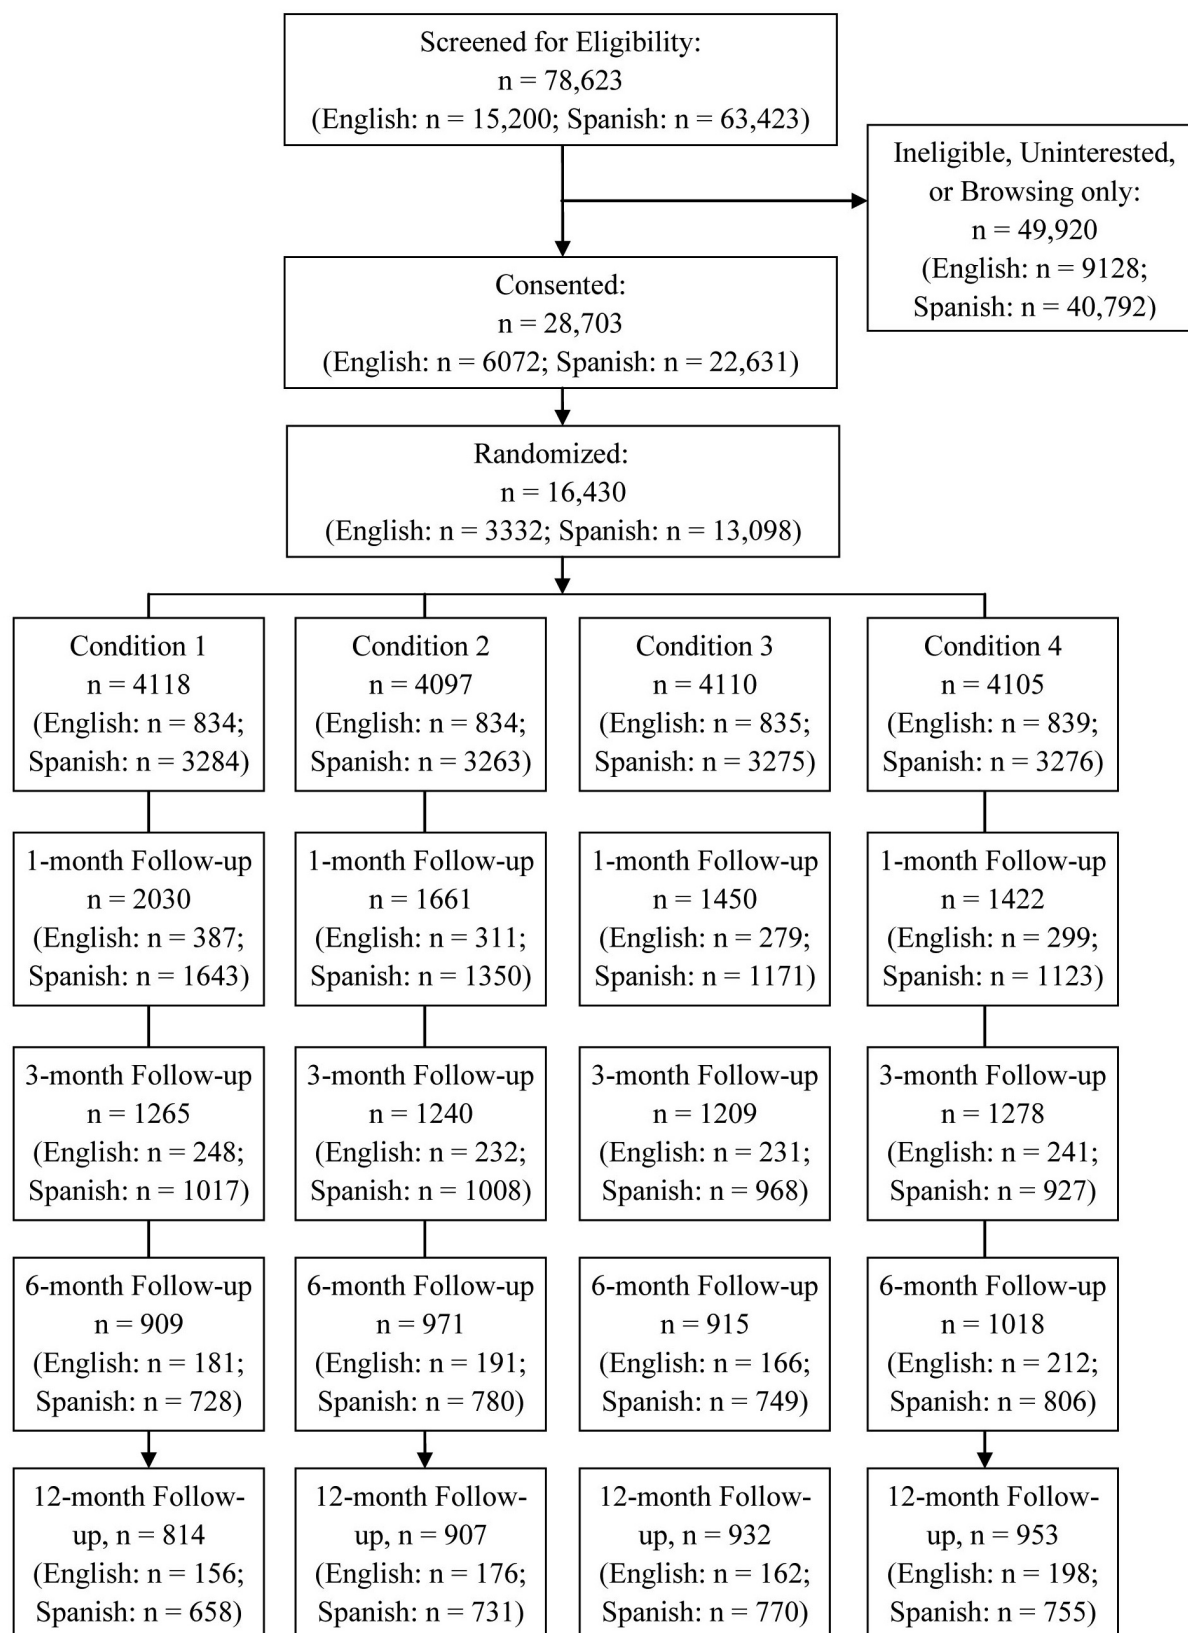 Screened for Eligibility:
n = 78,623
(English: n = 15,200; Spanish: n = 63,423)
Ineligible, Uninterested,
or Browsing only:
n = 49,920
(English: n = 9128;
Spanish: n = 40,792)
Consented:
n = 28,703
(English: n = 6072; Spanish: n = 22,631)
Randomized:
n = 16,430
(English: n = 3332; Spanish: n = 13,098)
Condition 1
n = 4118
(English: n = 834;
Spanish: n = 3284)
Condition 2
n = 4097
(English: n = 834;
Spanish: n = 3263)
Condition 3
n = 4110
(English: n = 835;
Spanish: n = 3275)
Condition 4
n = 4105
(English: n = 839;
Spanish: n = 3276)
1-month Follow-up
n = 2030
(English: n = 387;
Spanish: n = 1643)
1-month Follow-up
n = 1661
(English: n = 311;
Spanish: n = 1350)
1-month Follow-up
n = 1450
(English: n = 279;
Spanish: n = 1171)
1-month Follow-up
n = 1422
(English: n = 299;
Spanish: n = 1123)
3-month Follow-up
n = 1265
(English: n = 248;
Spanish: n = 1017)
3-month Follow-up
n = 1240
(English: n = 232;
Spanish: n = 1008)
3-month Follow-up
n = 1209
(English: n = 231;
Spanish: n = 968)
3-month Follow-up
n = 1278
(English: n = 241;
Spanish: n = 927)
6-month Follow-up
n = 909
(English: n = 181;
Spanish: n = 728)
6-month Follow-up
n = 971
(English: n = 191;
Spanish: n = 780)
6-month Follow-up
n = 915
(English: n = 166;
Spanish: n = 749)
6-month Follow-up
n = 1018
(English: n = 212;
Spanish: n = 806)
12-month Follow-
up, n = 814
(English: n = 156;
Spanish: n = 658)
12-month Follow-
up, n = 907
(English: n = 176;
Spanish: n = 731)
12-month Follow-
up, n = 932
(English: n = 162;
Spanish: n = 770)
12-month Follow-
up, n = 953
(English: n = 198;
Spanish: n = 755)